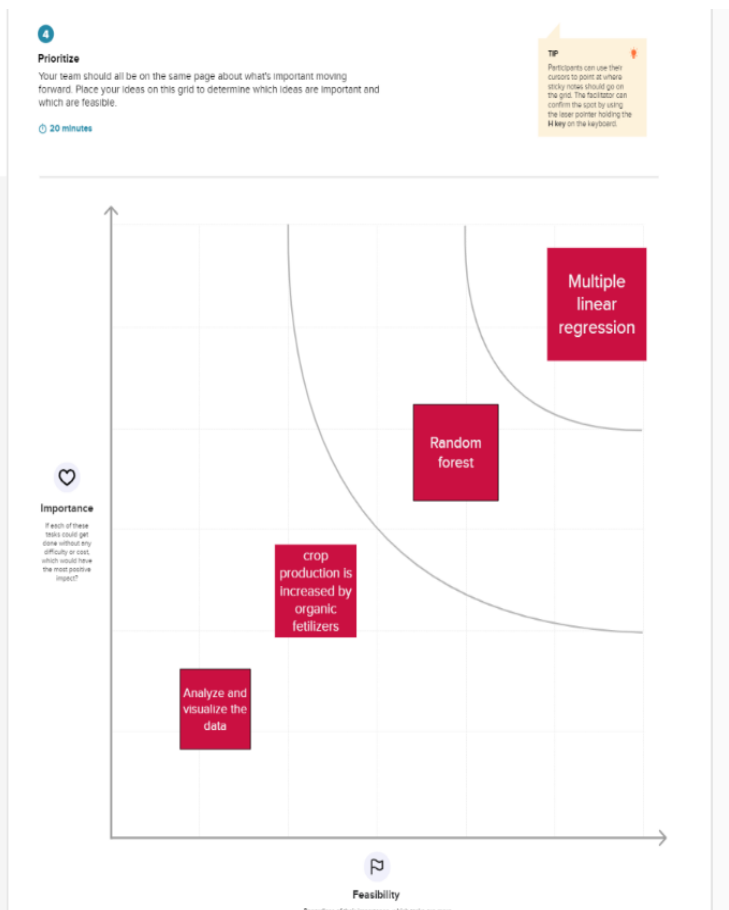 4
Prioritize
Your team should all be on the same page about what's important moving
forward. Place your ideas on this grid to determine which ideas are important and
which are feasible.
20 minutes
TIP
Participants can use their
cursors to point at where
sticky notes should go on
the grid. The facilitator can
confirm the spot by using
the laser pointer holding the
H key on the keyboard.
Multiple
linear
regression
Random
forest
Importance
If each of these
tasks could get
done without any
difficulty or cost,
which would have
the most positive
impact?
crop
production is
increased by
organic
fetilizers
Analyze and
visualize the
data
Feasibility